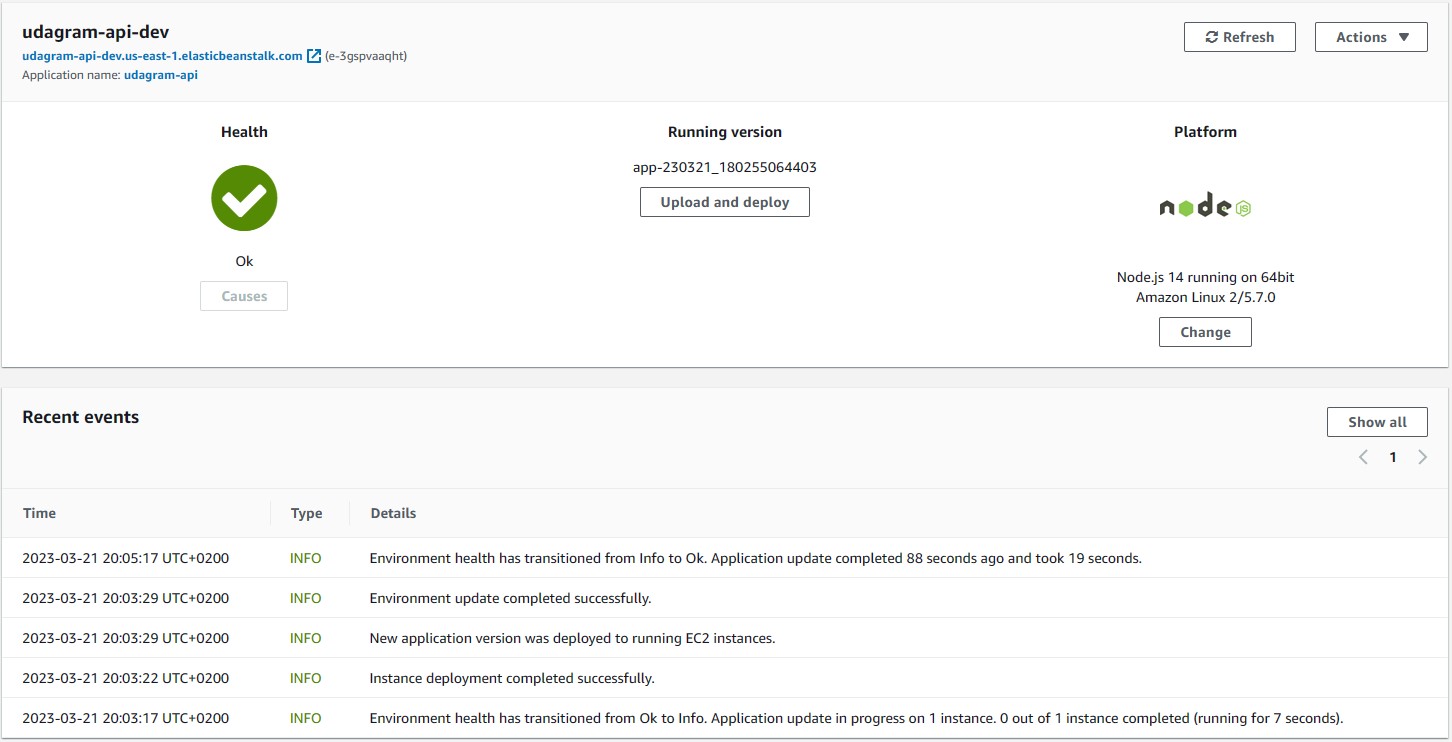 udagram-api-dev
Refresh
Actions
udagram-api-dev.us-east-1.elasticbeanstalk.com (e-3gspvaaqht)
Application name: udagram-api
Health
Running version
Platform
app-230321_180255064403
Upload and deploy
node JS
Ok
Causes
Node.js 14 running on 64bit
Amazon Linux 2/5.7.0
Change
Recent events
Show all
1
Time Type Details
2023-03-21 20:05:17 UTC+0200 INFO Environment health has transitioned from Info to Ok. Application update completed 88 seconds ago and took 19 seconds.
2023-03-21 20:03:29 UTC+0200 INFO Environment update completed successfully.
2023-03-21 20:03:29 UTC+0200 INFO New application version was deployed to running EC2 instances.
2023-03-21 20:03:22 UTC+0200 INFO Instance deployment completed successfully.
2023-03-21 20:03:17 UTC+0200 INFO Environment health has transitioned from Ok to Info. Application update in progress on 1 instance. 0 out of 1 instance completed (running for 7 seconds).